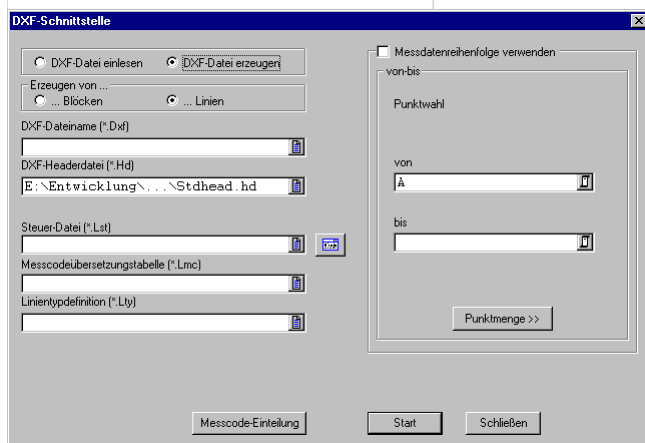 DXF-Schnittstelle
DXF-Datei einlesen DXF-Datei erzeugen
Erzeugen von ...
... Blöcken ... Linien
DXF-Dateiname (*.Dxf)
DXF-Headerdatei (*.Hd)
E:\Entwicklung\...\Stdhead.hd
Steuer-Datei (*.Lst)
Messcodeübersetzungstabelle (*.Lmc)
Linientypdefinition (*.Lty)
Messdatenreihenfolge verwenden
von-bis
Punktwahl
von
A
bis
Punktmenge >>
Messcode-Einteilung
Start
Schließen